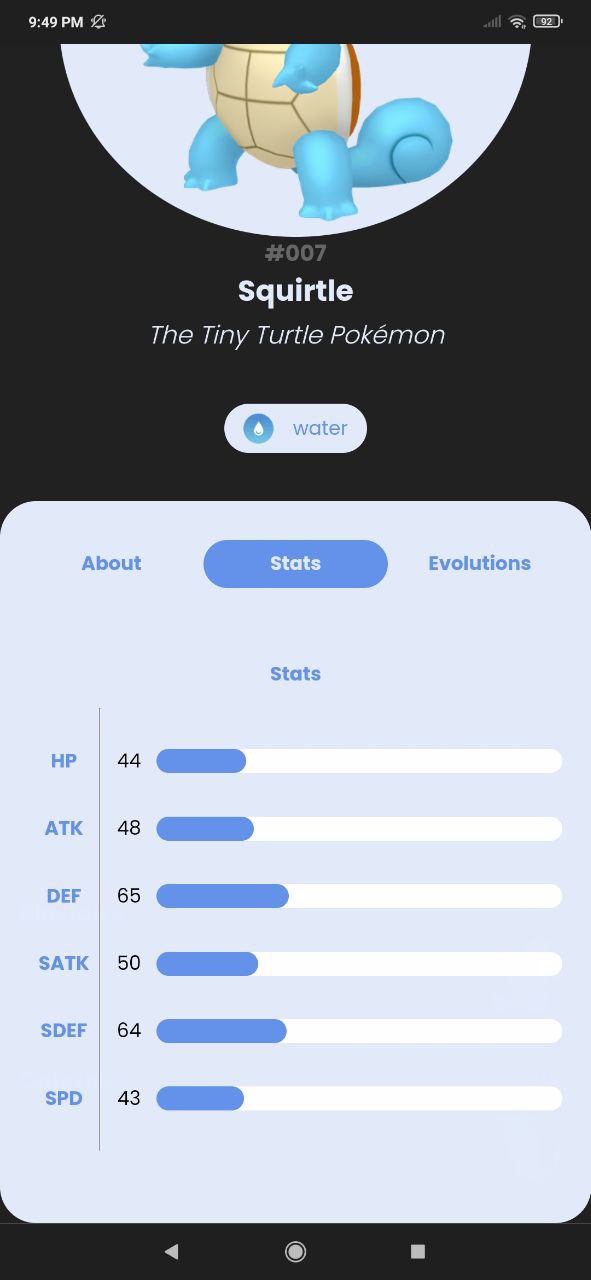 9:49 PM 92
#007
Squirtle
The Tiny Turtle Pokémon
water
About Stats Evolutions
Stats
HP 44
ATK 48
DEF 65
SATK 50
SDEF 64
SPD 43